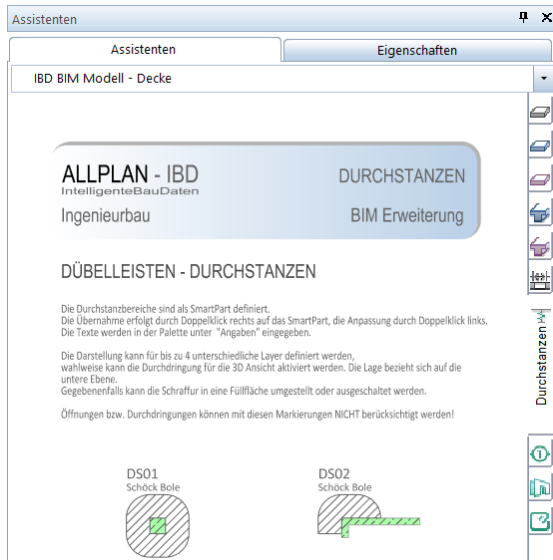 Assistenten
Assistenten
Eigenschaften
IBD BIM Modell - Decke
ALLPLAN - IBD
IntelligenteBauDaten
Ingenieurbau
DURCHSTANZEN
BIM Erweiterung
DÜBELLEISTEN - DURCHSTANZEN
Die Durchstanzbereiche sind als SmartPart definiert.
Die Übernahme erfolgt durch Doppelklick rechts auf das SmartPart, die Anpassung durch Doppelklick links.
Die Texte werden in der Palette unter "Angaben" eingegeben.
Die Darstellung kann für bis zu 4 unterschiedliche Layer definiert werden,
wahlweise kann die Durchdringung für die 3D Ansicht aktiviert werden. Die Lage bezieht sich auf die
untere Ebene.
Gegebenenfalls kann die Schraffur in eine Füllfläche umgestellt oder ausgeschaltet werden.
Öffnungen bzw. Durchdringungen können mit diesen Markierungen NICHT berücksichtigt werden!
DS01
Schöck Bole
DS02
Schöck Bole
Durchstanzen